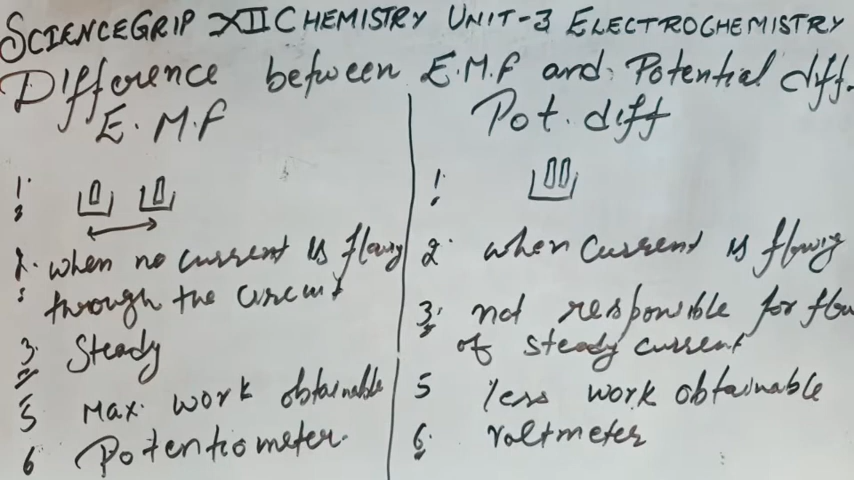 SCIENCEGRIP XII CHEMISTRY UNIT-3 ELECTROCHEMISTRY
Difference between E.M.F and Potential diff.
E.M.F
1.
2. when no current is flowing
through the circuit
3. Steady
5 Max. work obtainable
6 Potentiometer.
Pot. diff
1.
2. when current is flowing
3. not responsible for flow
of steady current
5 less work obtainable
6. voltmeter